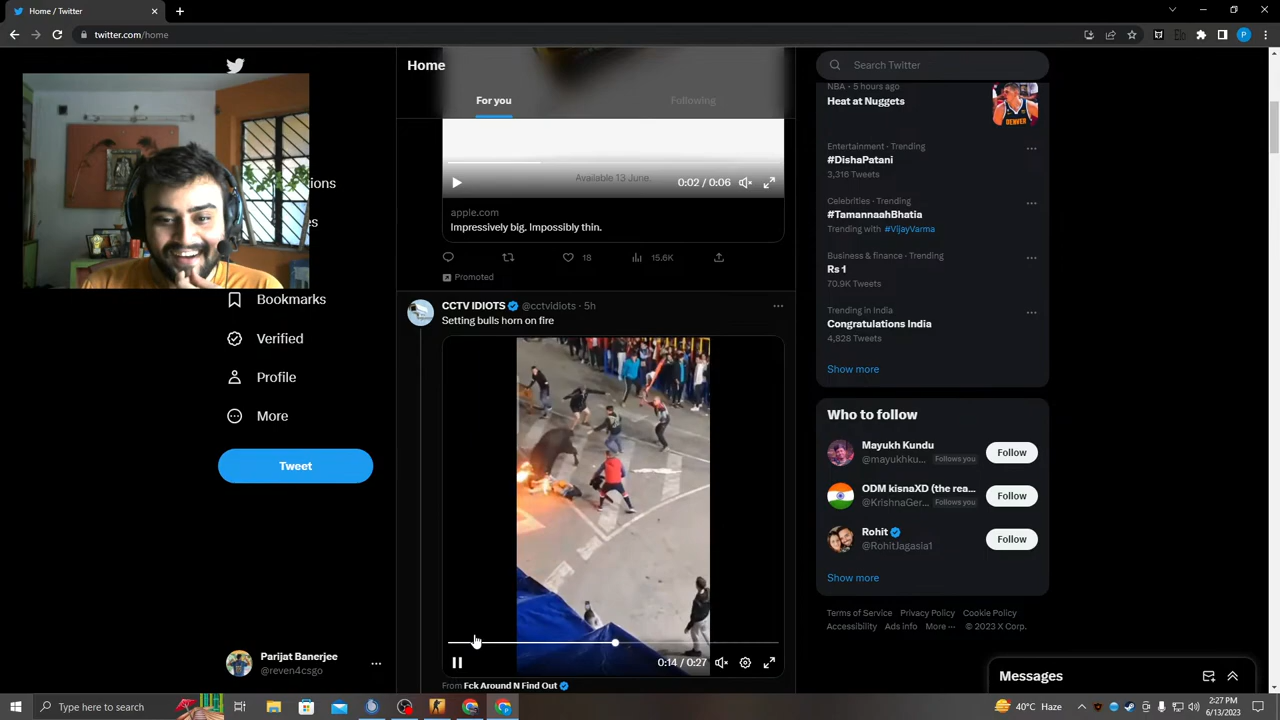 Home / Twitter
twitter.com/home
P
Home
For you
Following
Search Twitter
NBA · 5 hours ago
Heat at Nuggets
DENVER
Entertainment · Trending
#DishaPatani
3,316 Tweets
Available 13 June.
0:02 / 0:06
apple.com
Impressively big. Impossibly thin.
Celebrities · Trending
#TamannaahBhatia
Trending with #VijayVarma
18
15.6K
Promoted
Business & finance · Trending
Rs 1
70.9K Tweets
Bookmarks
CCTV IDIOTS @cctvidiots · 5h
Setting bulls horn on fire
Trending in India
Congratulations India
4,828 Tweets
Verified
Show more
Profile
More
Who to follow
Mayukh Kundu
@mayukhku... Follows you
Follow
Tweet
ODM kisnaXD (the rea...
@KrishnaGer... Follows you
Follow
Rohit
@RohitJagasia1
Follow
Show more
Terms of Service Privacy Policy Cookie Policy
Accessibility Ads info More ··· © 2023 X Corp.
Parijat Banerjee
@reven4csgo
0:14 / 0:27
From Fck Around N Find Out
Messages
Type here to search
40°C Haze
2:27 PM
6/13/2023